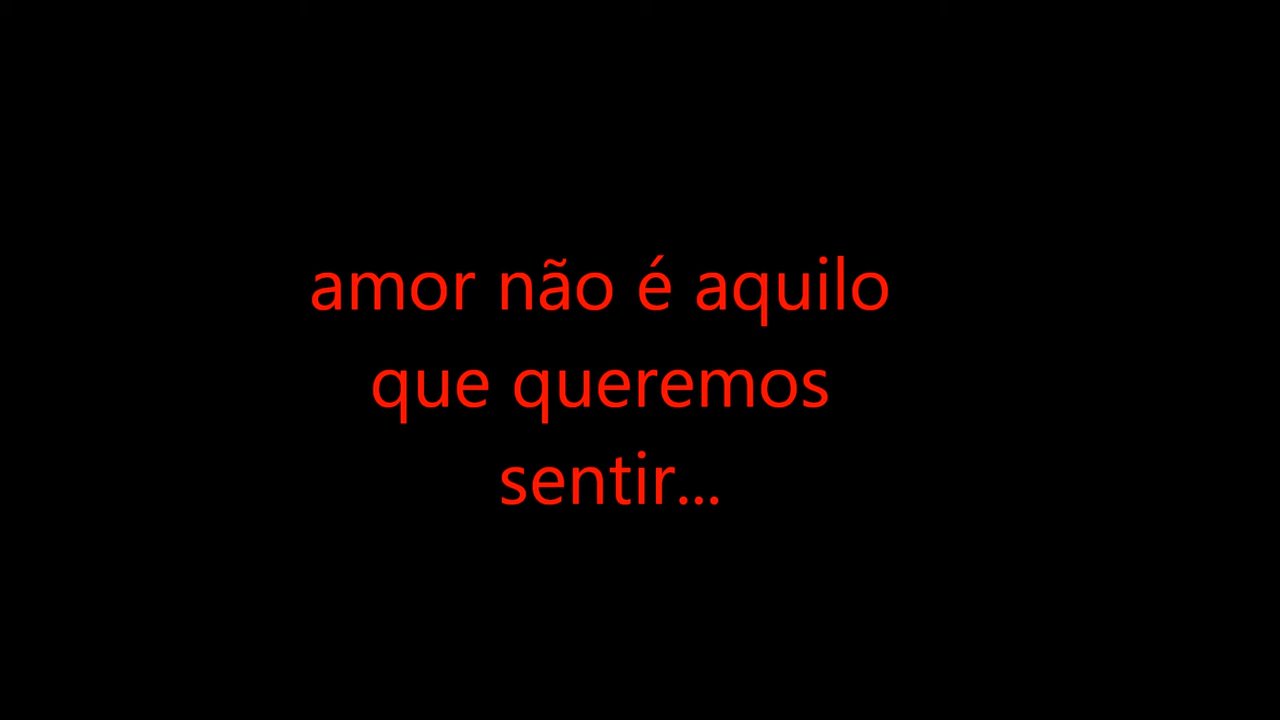 amor não é aquilo
que queremos
sentir...